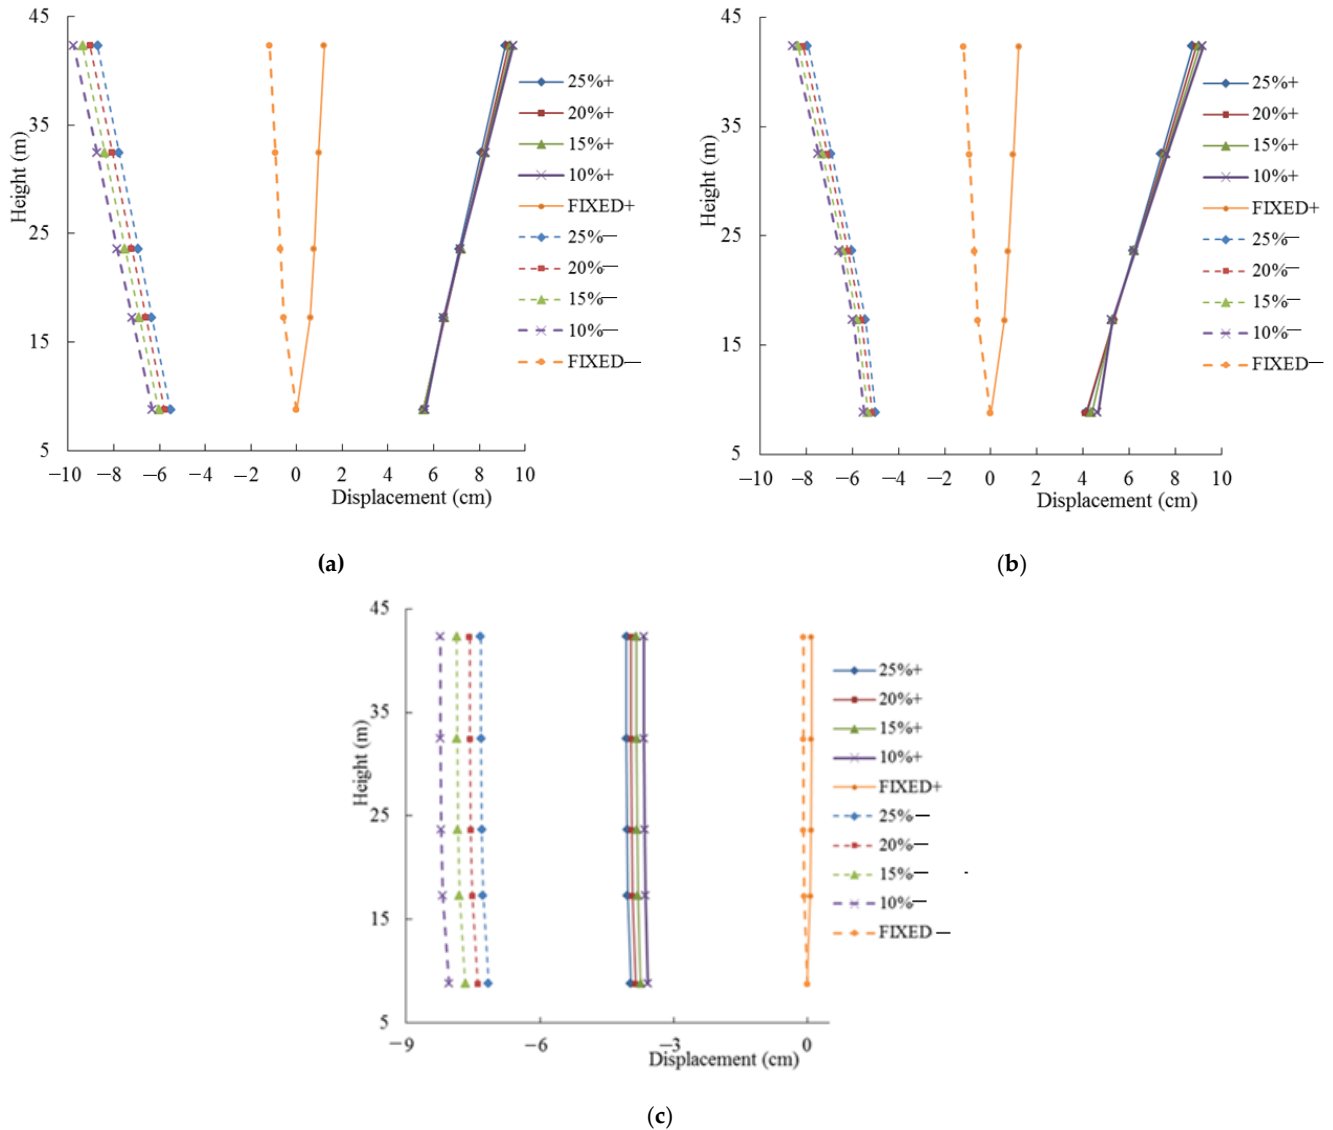 45
35
25
15
5
Height (m)
−10 −8 −6 −4 −2 0 2 4 6 8 10
Displacement (cm)
25%+
20%+
15%+
10%+
FIXED+
25%—
20%—
15%—
10%—
FIXED—
(a)
45
35
25
15
5
Height (m)
−10 −8 −6 −4 −2 0 2 4 6 8 10
Displacement (cm)
25%+
20%+
15%+
10%+
FIXED+
25%—
20%—
15%—
10%—
FIXED—
(b)
45
35
25
15
5
Height (m)
−9 −6 −3 0
Displacement (cm)
25%+
20%+
15%+
10%+
FIXED+
25%—
20%—
15%— -
10%—
FIXED —
(c)